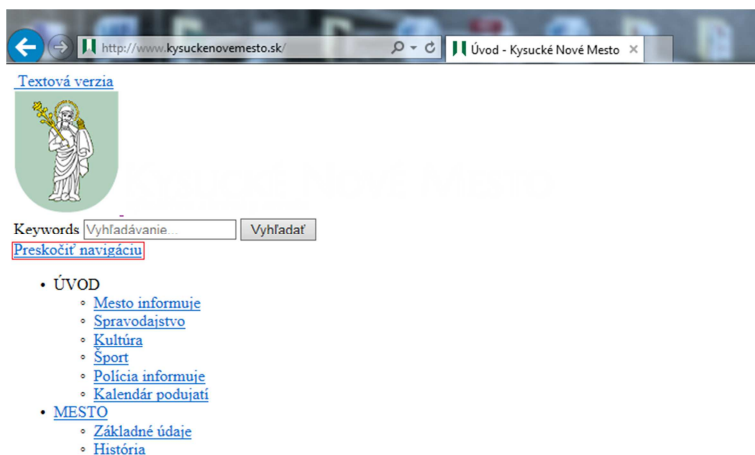 http://www.kysuckenovemesto.sk/
Úvod - Kysucké Nové Mesto
Textová verzia
Keywords Vyhľadávanie... Vyhľadať
Preskočiť navigáciu
• ÚVOD
◦ Mesto informuje
◦ Spravodajstvo
◦ Kultúra
◦ Šport
◦ Polícia informuje
◦ Kalendár podujatí
• MESTO
◦ Základné údaje
◦ História